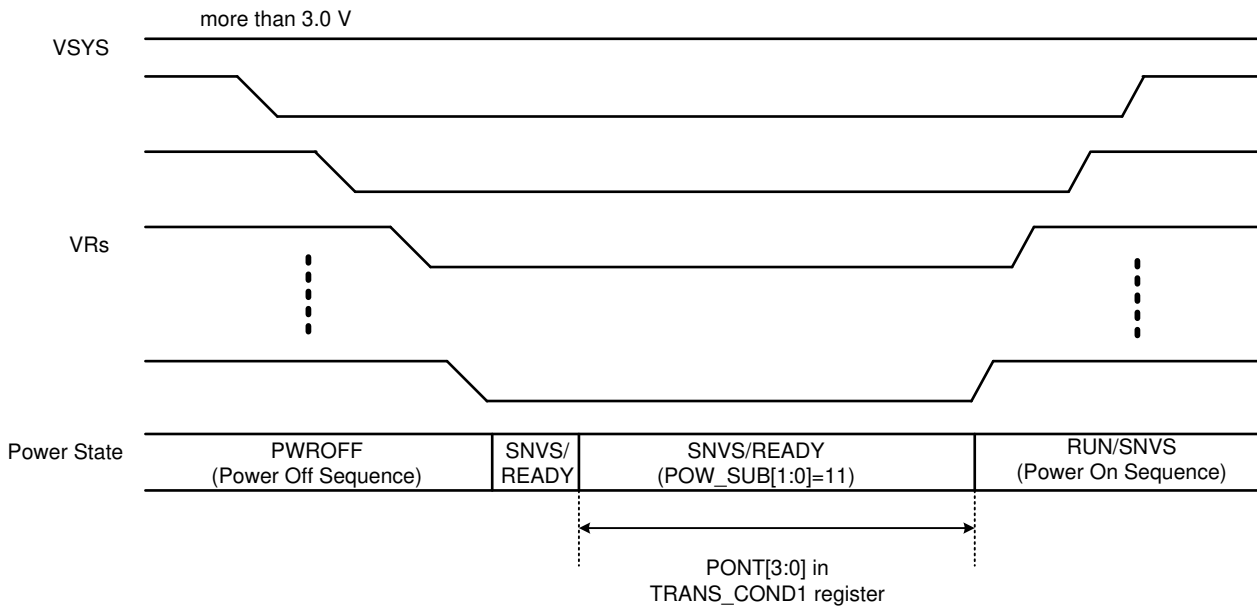 more than 3.0 V
VSYS
VRs
Power State
PWROFF
(Power Off Sequence)
SNVS/
READY
SNVS/READY
(POW_SUB[1:0]=11)
RUN/SNVS
(Power On Sequence)
PONT[3:0] in
TRANS_COND1 register